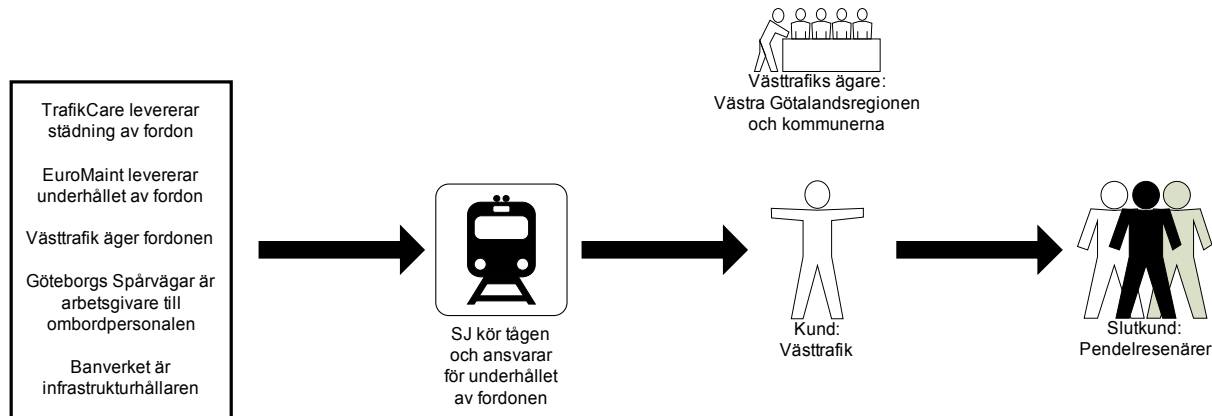 TrafikCare levererar
städning av fordon
EuroMaint levererar
underhållet av fordon
Västtrafik äger fordonen
Göteborgs Spårvägar är
arbetsgivare till
ombordpersonalen
Banverket är
infrastrukturhållaren
SJ kör tågen
och ansvarar
för underhållet
av fordonen
Västtrafiks ägare:
Västra Götalandsregionen
och kommunerna
Kund:
Västtrafik
Slutkund:
Pendelresenärer